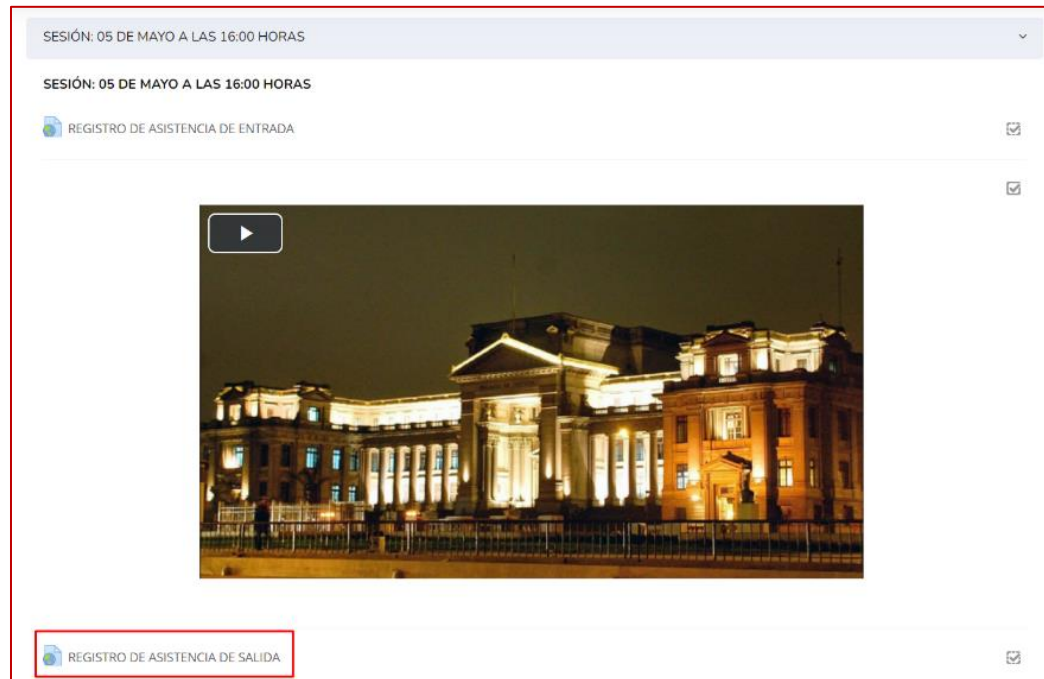 SESIÓN: 05 DE MAYO A LAS 16:00 HORAS
SESIÓN: 05 DE MAYO A LAS 16:00 HORAS
REGISTRO DE ASISTENCIA DE ENTRADA
REGISTRO DE ASISTENCIA DE SALIDA